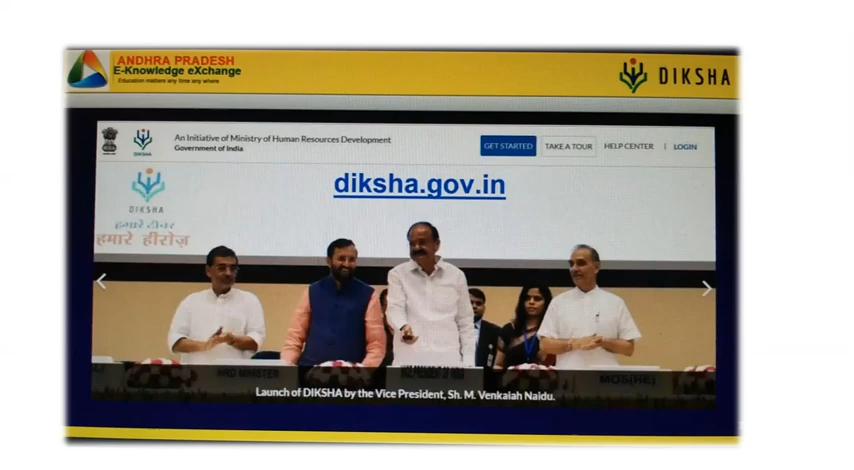 ANDHRA PRADESH
E-Knowledge eXchange
Education matters any time any where
DIKSHA
An Initiative of Ministry of Human Resources Development
Government of India
DIKSHA
GET STARTED TAKE A TOUR HELP CENTER | LOGIN
diksha.gov.in
DIKSHA
हमारे टीचर
हमारे हीरोज़
HRD MINISTER
MOS(HE)
Launch of DIKSHA by the Vice President, Sh. M. Venkaiah Naidu.